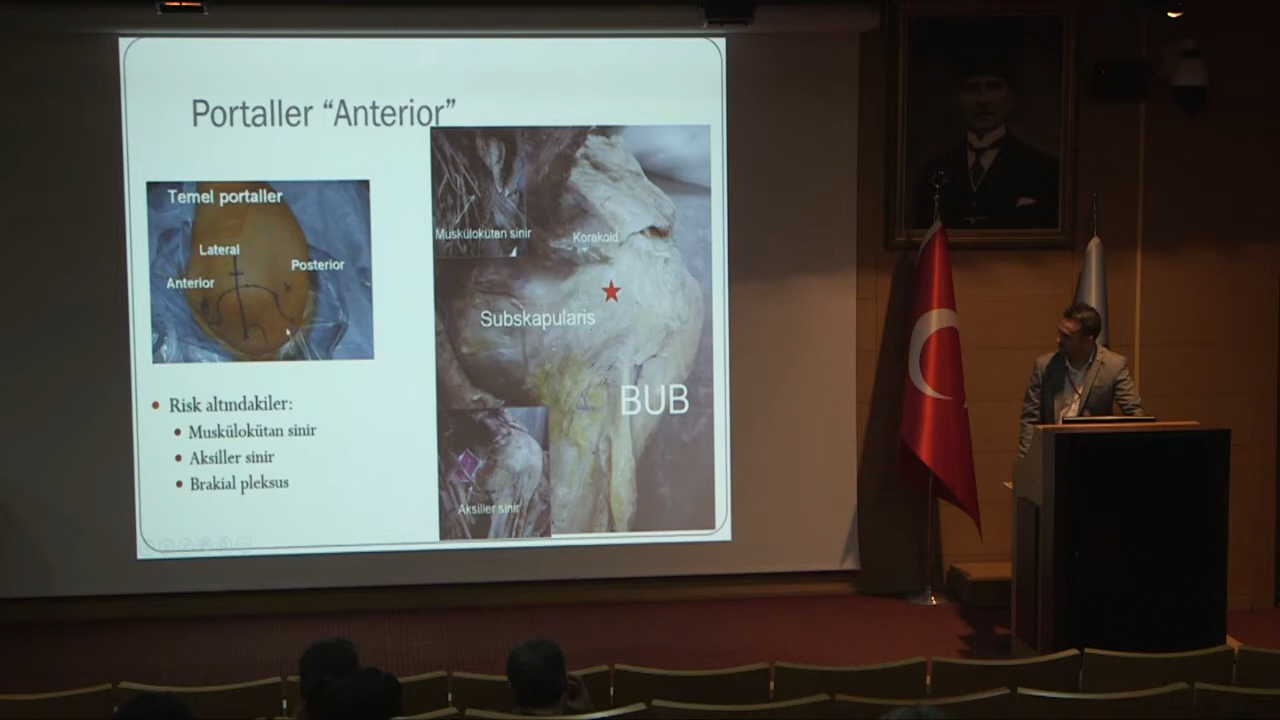 Portaller “Anterior”
Temel portaller
Lateral
Posterior
Anterior
Muskülokütan sinir
Korakoid
Subskapularis
BUB
Aksiller sinir
• Risk altındakiler:
• Muskülokütan sinir
• Aksiller sinir
• Brakial pleksus